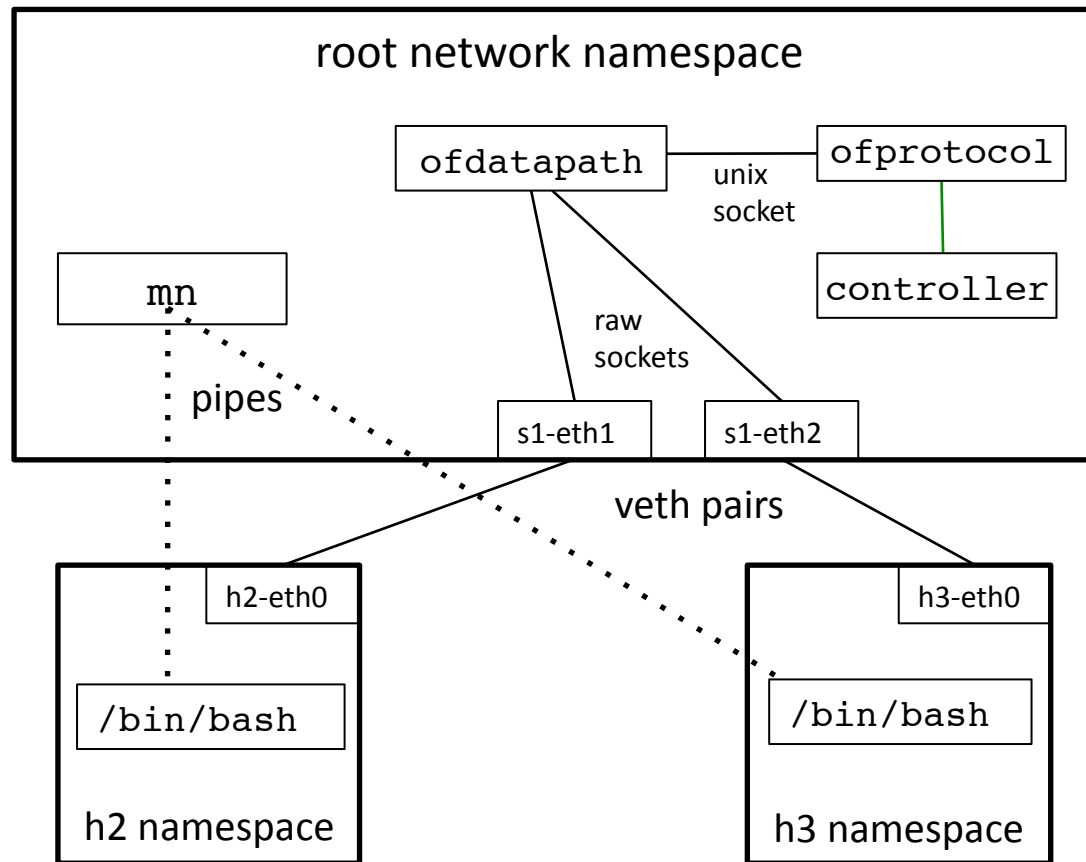 root network namespace
ofdatapath
ofprotocol
unix
socket
mn
controller
raw
sockets
pipes
s1-eth1
s1-eth2
veth pairs
h2-eth0
h3-eth0
/bin/bash
/bin/bash
h2 namespace
h3 namespace